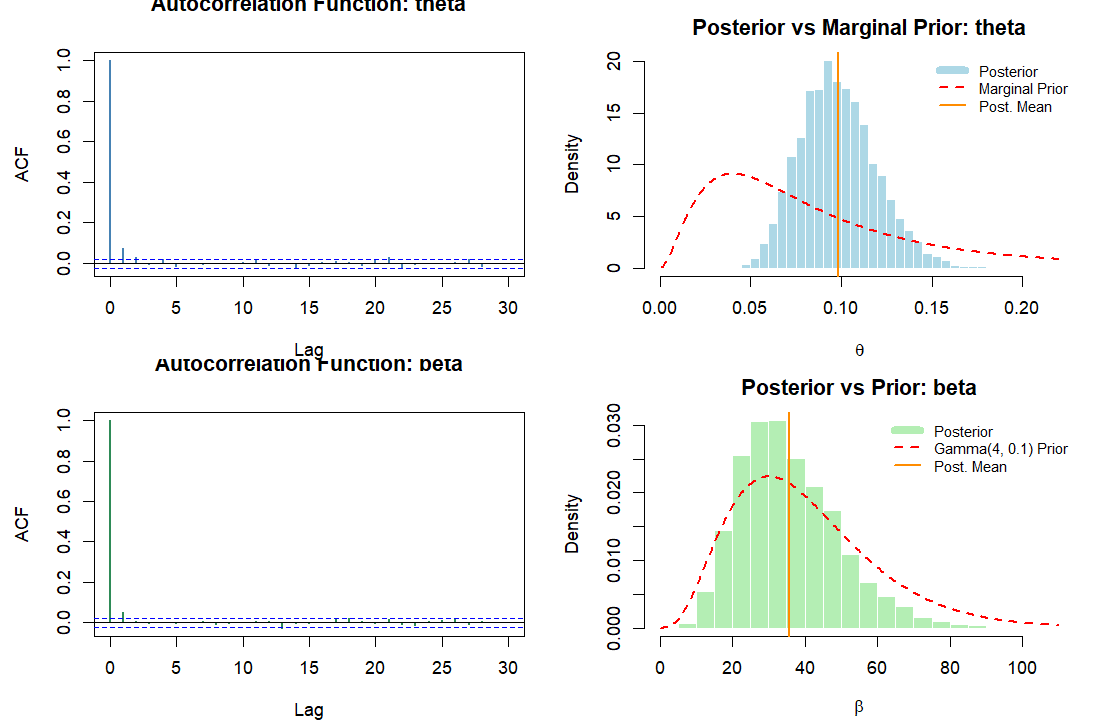 Autocorrelation Function: theta
ACF
0.0 0.2 0.4 0.6 0.8 1.0
0 5 10 15 20 25 30
Lag
Posterior vs Marginal Prior: theta
Posterior
Marginal Prior
Post. Mean
Density
0 5 10 15 20
0.00 0.05 0.10 0.15 0.20
θ
Autocorrelation Function: beta
ACF
0.0 0.2 0.4 0.6 0.8 1.0
0 5 10 15 20 25 30
Lag
Posterior vs Prior: beta
Posterior
Gamma(4, 0.1) Prior
Post. Mean
Density
0.000 0.010 0.020 0.030
0 20 40 60 80 100
β